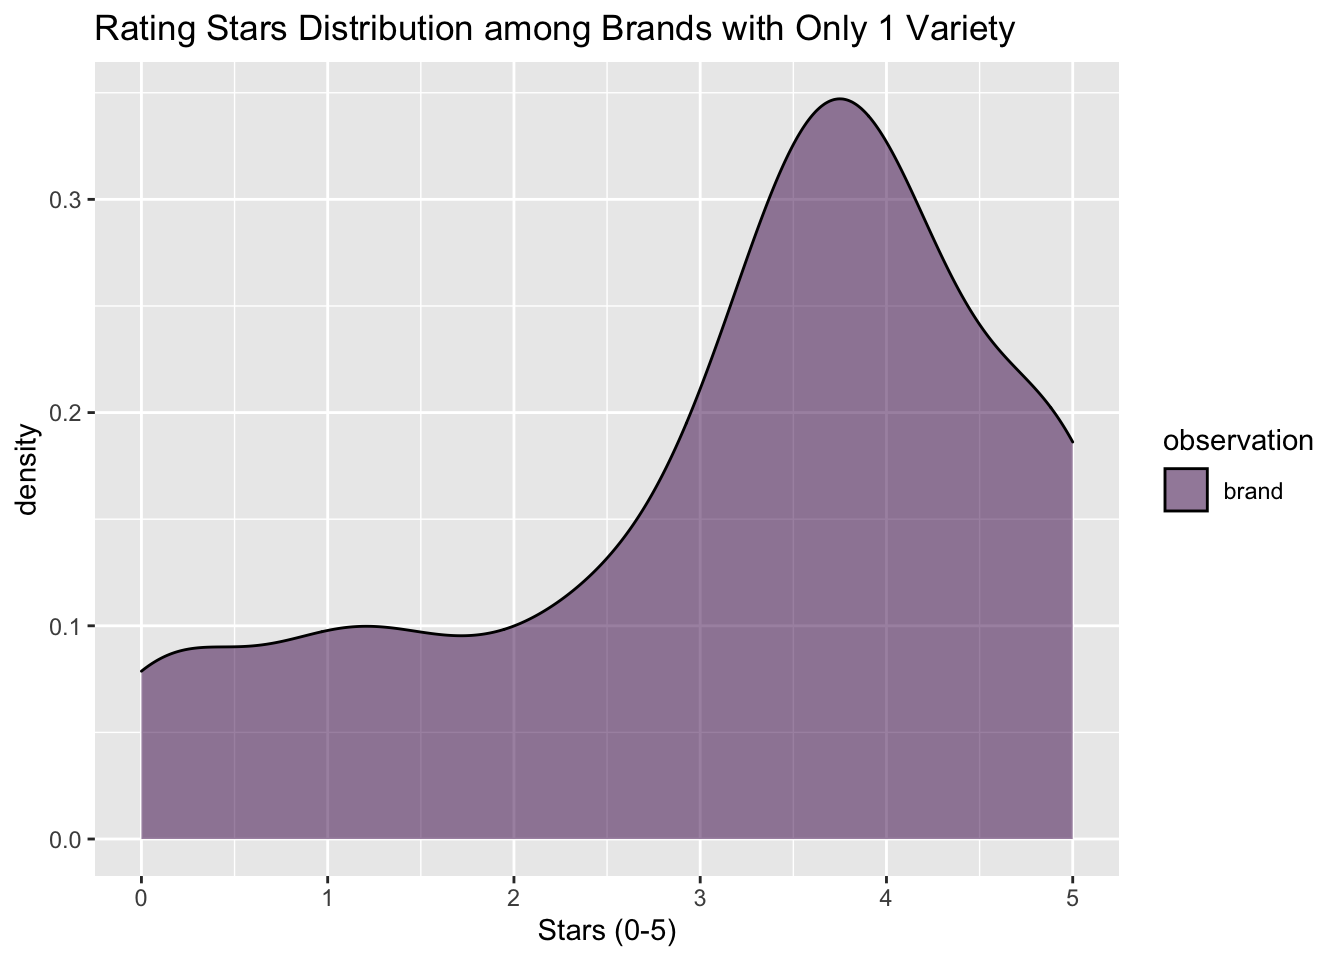 Rating Stars Distribution among Brands with Only 1 Variety
0.3
0.2
0.1
0.0
density
0 1 2 3 4 5
Stars (0-5)
observation
brand